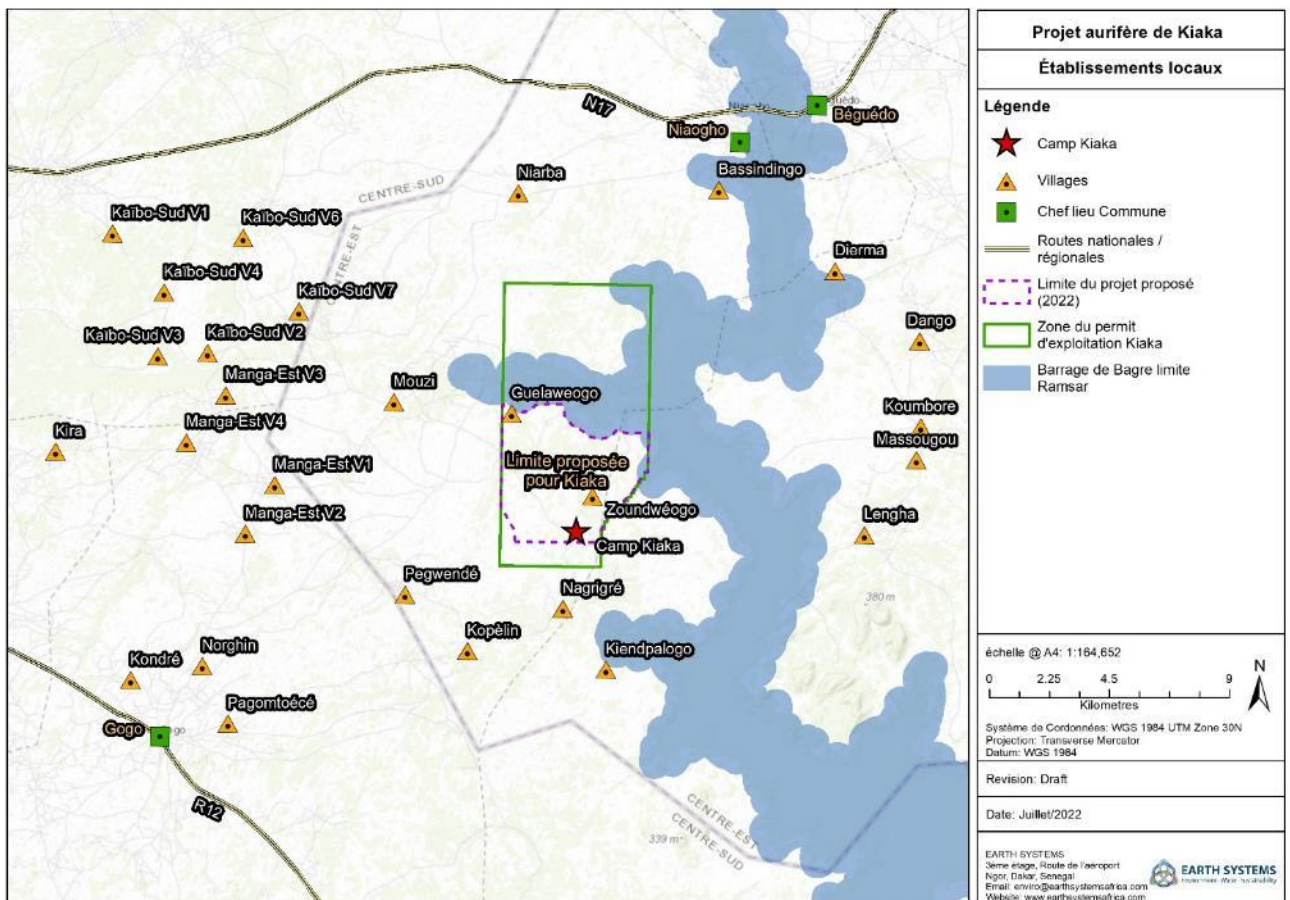 N17
Béguédo
Niaogho
Bassindingo
Niarba
CENTRE-SUD
CENTRE-EST
Kaïbo-Sud V1
Kaïbo-Sud V6
Dierma
Kaïbo-Sud V4
Kaïbo-Sud V7
Kaïbo-Sud V3
Kaïbo-Sud V2
Dango
Manga-Est V3
Mouzi
Guelaweogo
Koumbore
Kira
Manga-Est V4
Massougou
Limite proposée
pour Kiaka
Manga-Est V1
Zoundwéogo
Manga-Est V2
Lengha
Camp Kiaka
Pegwendé
Nagrigré
380 m
Kopèlin
Kiendpalogo
Norghin
Kondré
Pagomtoécé
Gogo
R12
CENTRE-EST
CENTRE-SUD
339 m
Projet aurifère de Kiaka
Établissements locaux
Légende
Camp Kiaka
Villages
Chef lieu Commune
Routes nationales /
régionales
Limite du projet proposé
(2022)
Zone du permit
d'exploitation Kiaka
Barrage de Bagre limite
Ramsar
échelle @ A4: 1:164,652
N
0 2.25 4.5 9
Kilometres
Système de Cordonnées: WGS 1984 UTM Zone 30N
Projection: Transverse Mercator
Datum: WGS 1984
Revision: Draft
Date: Juillet/2022
EARTH SYSTEMS
3ème étage, Route de l'aéroport
Ngor, Dakar, Senegal
Email: enviro@earthsystemsafrica.com
Website: www.earthsystemsafrica.com
EARTH SYSTEMS
Environment · Water · Sustainability